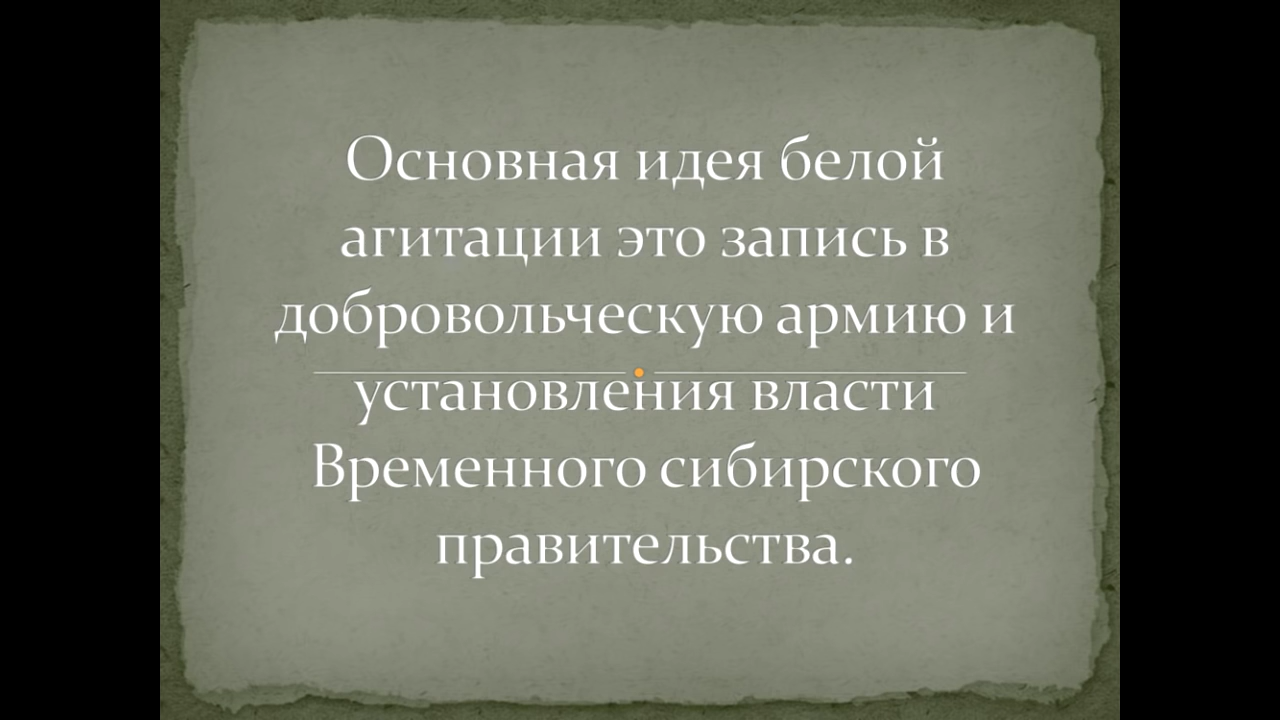 Основная идея белой
агитации это запись в
добровольческую армию и
установления власти
Временного сибирского
правительства.